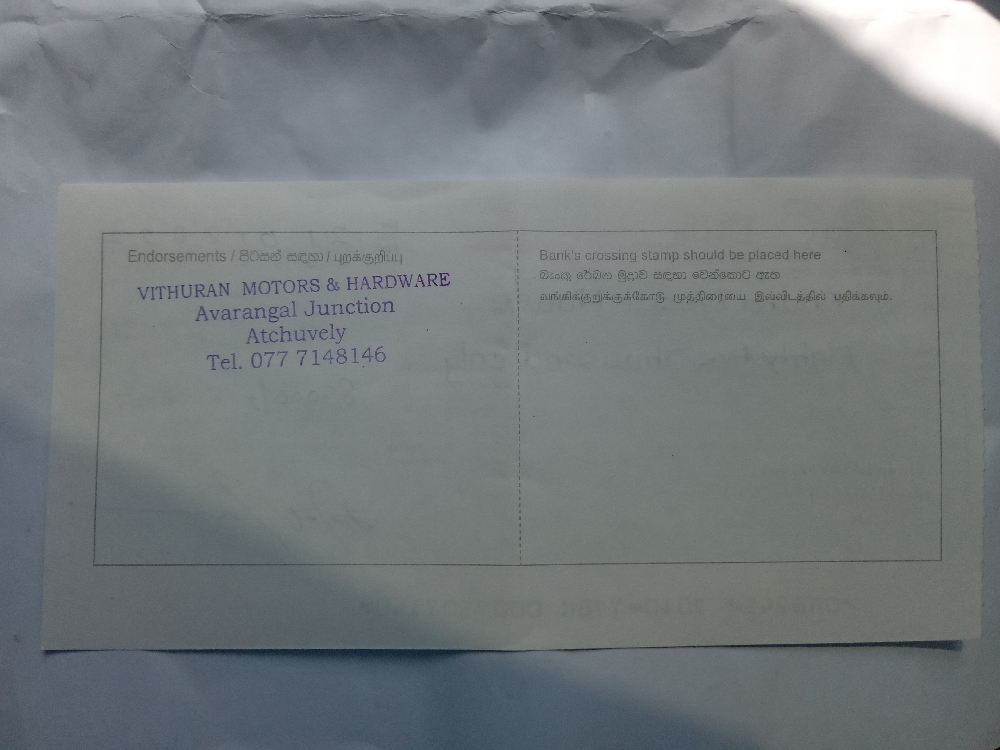 Endorsements / පිටසන් සඳහා / புறக்குறிப்பு
VITHURAN MOTORS & HARDWARE
Avarangal Junction
Atchuvely
Tel. 077 7148146
Bank's crossing stamp should be placed here
බැංකු රේඛන මුද්‍රාව සඳහා වෙන්කොට ඇත
வங்கிக்குறுக்குக்கோடு முத்திரையை இவ்விடத்தில் பதிக்கவும்.